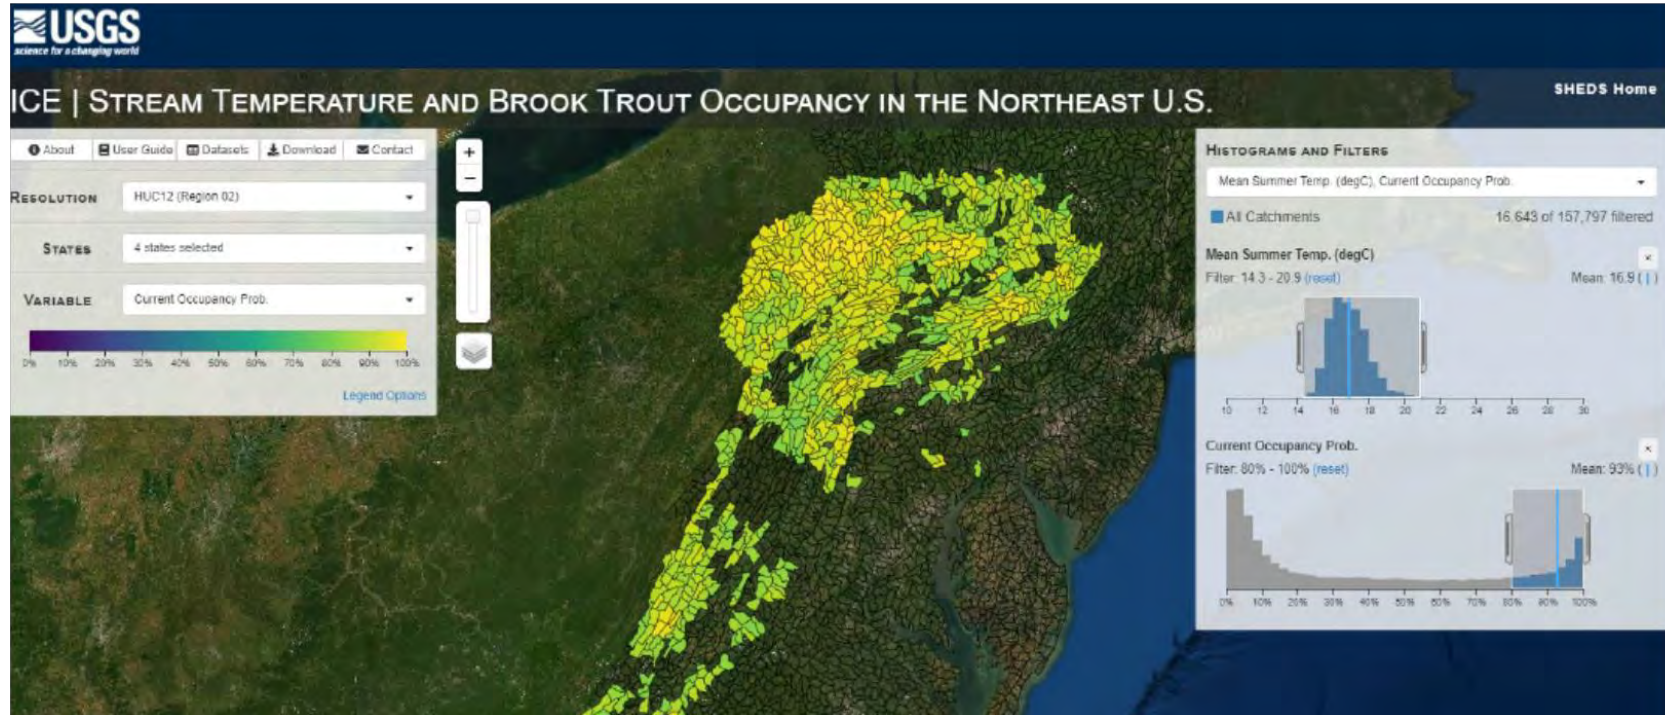 USGS
science for a changing world
ICE | STREAM TEMPERATURE AND BROOK TROUT OCCUPANCY IN THE NORTHEAST U.S.
SHEDS Home
About User Guide Datasets Download Contact
RESOLUTION HUC12 (Region 02)
STATES 4 states selected
VARIABLE Current Occupancy Prob.
0% 10% 20% 30% 40% 50% 60% 70% 80% 90% 100%
Legend Options
+
−
HISTOGRAMS AND FILTERS
Mean Summer Temp. (degC), Current Occupancy Prob.
All Catchments 16,643 of 157,797 filtered
Mean Summer Temp. (degC) x
Filter: 14.3 - 20.9 (reset) Mean: 16.9 ( | )
10 12 14 16 18 20 22 24 26 28 30
Current Occupancy Prob. x
Filter: 80% - 100% (reset) Mean: 93% ( | )
0% 10% 20% 30% 40% 50% 60% 70% 80% 90% 100%